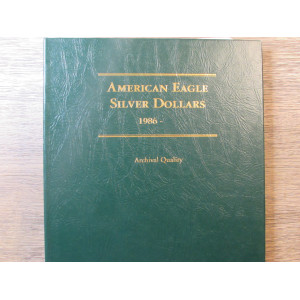 AMERICAN EAGLE
SILVER DOLLARS
1986 -
Archival Quality